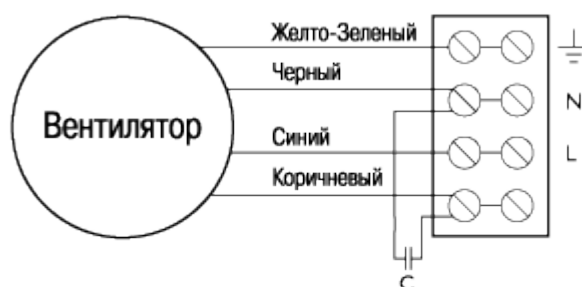 Желто-Зеленый
Черный
N
Вентилятор
Синий
L
Коричневый
C